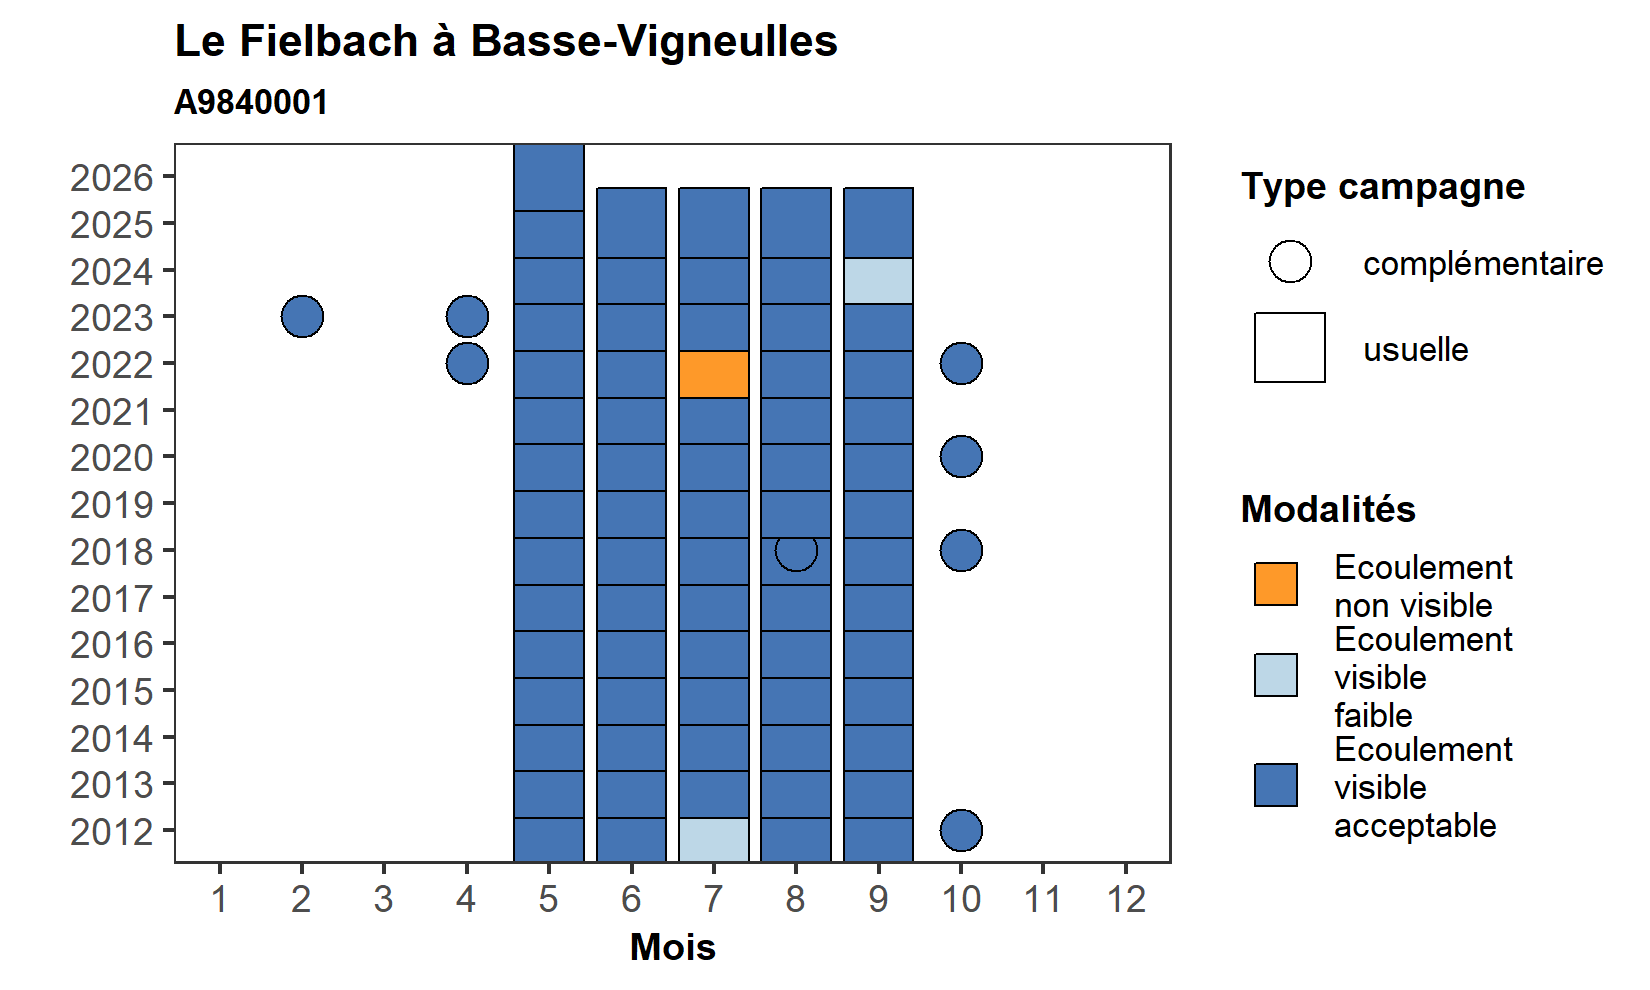 Le Fielbach à Basse-Vigneulles
A9840001
2026
2025
2024
2023
2022
2021
2020
2019
2018
2017
2016
2015
2014
2013
2012
1 2 3 4 5 6 7 8 9 10 11 12
Mois
Type campagne
complémentaire
usuelle
Modalités
Ecoulement
non visible
Ecoulement
visible
faible
Ecoulement
visible
acceptable